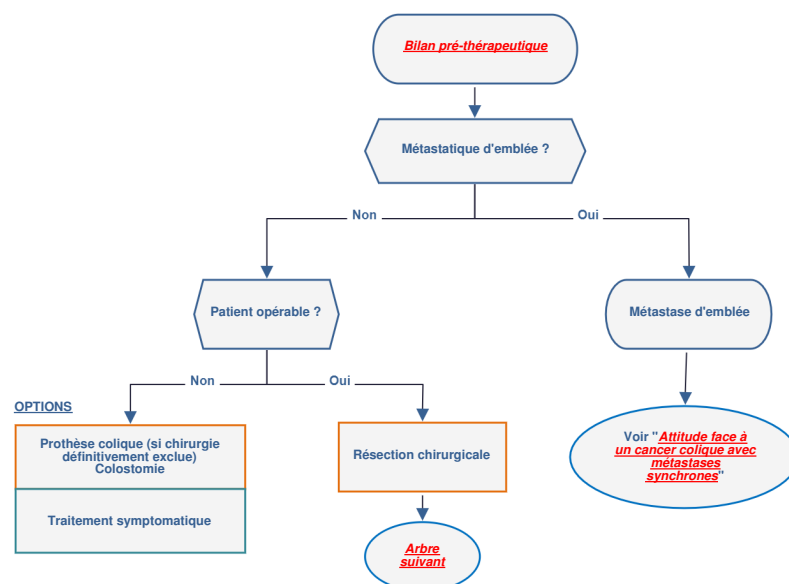 Bilan pré-thérapeutique
Métastatique d'emblée ?
Non
Oui
Patient opérable ?
Métastase d'emblée
Non
Oui
OPTIONS
Prothèse colique (si chirurgie
définitivement exclue)
Colostomie
Traitement symptomatique
Résection chirurgicale
Voir "Attitude face à
un cancer colique avec
métastases
synchrones"
Arbre
suivant